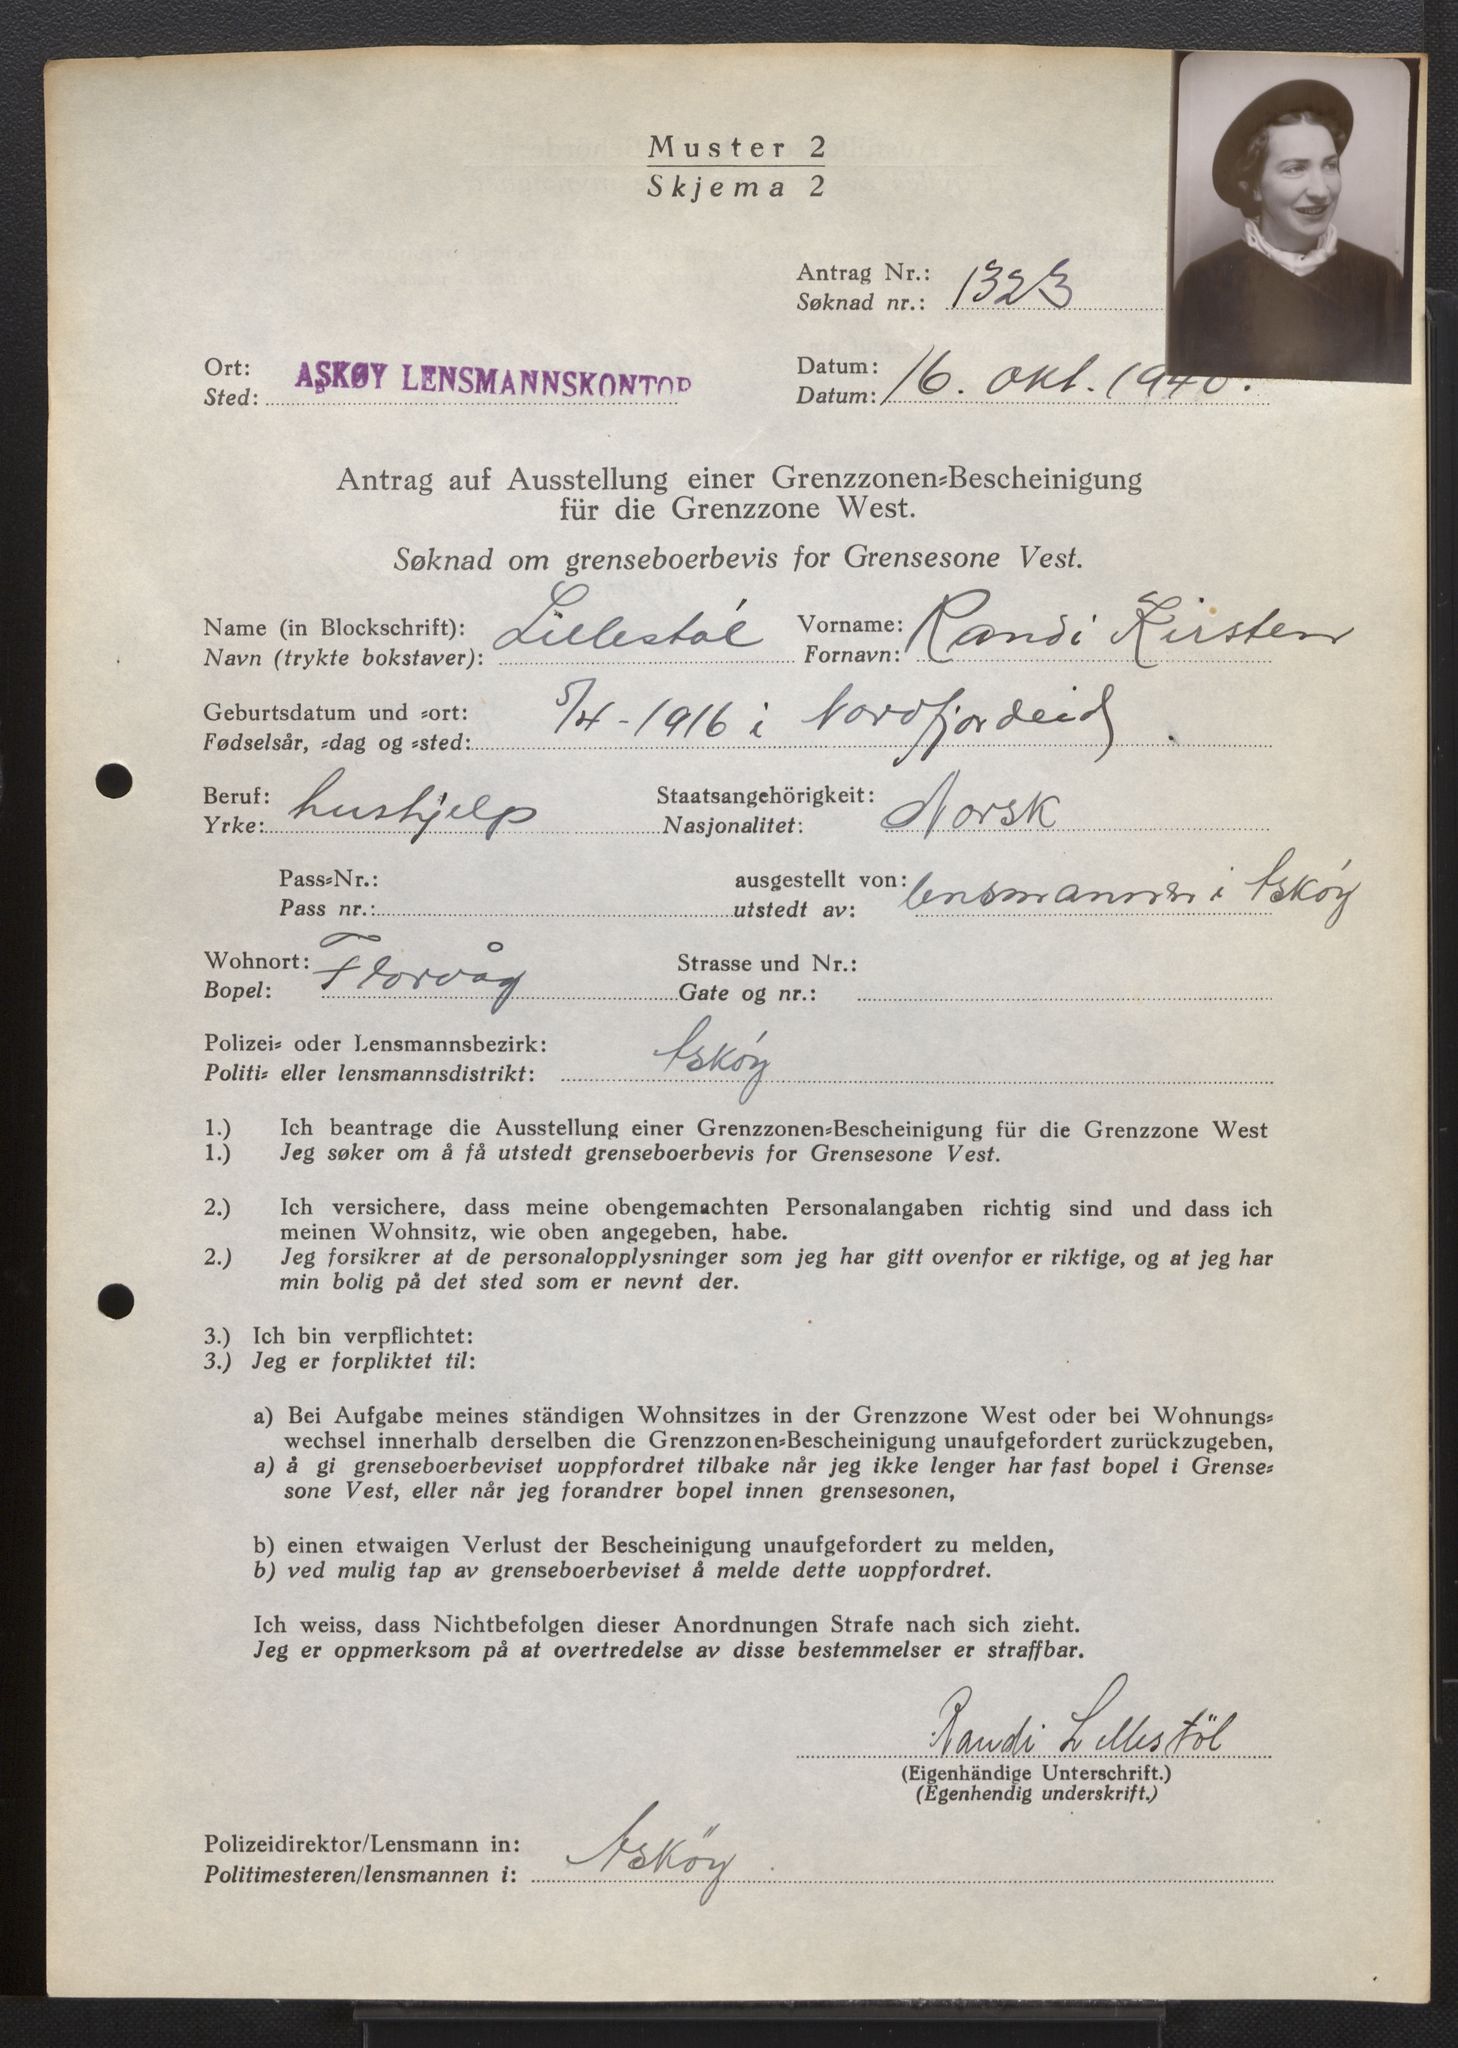 Muster 2
Skjema 2
Antrag Nr.:
Søknad nr.: 1323
Ort:
Sted: ASKØY LENSMANNSKONTOR
Datum:
Datum: 16. okt. 1940.
Antrag auf Ausstellung einer Grenzzonen-Bescheinigung
für die Grenzzone West.
Søknad om grenseboerbevis for Grensesone Vest.
Name (in Blockschrift): Lillestøl Vorname: Randi Kirsten
Navn (trykte bokstaver): Fornavn:
Geburtsdatum und -ort: 5/4 - 1916 i Nordfjordeid
Fødselsår, -dag og -sted:
Beruf: hushjelp Staatsangehörigkeit: Norsk
Yrke: Nasjonalitet:
Pass-Nr.: ausgestellt von: lensmannen i Askøy
Pass nr.: utstedt av:
Wohnort: Florvåg Strasse und Nr.:
Bopel: Gate og nr.:
Polizei- oder Lensmannsbezirk: Askøy
Politi- eller lensmannsdistrikt:
1.) Ich beantrage die Ausstellung einer Grenzzonen-Bescheinigung für die Grenzzone West
1.) Jeg søker om å få utstedt grenseboerbevis for Grensesone Vest.
2.) Ich versichere, dass meine obengemachten Personalangaben richtig sind und dass ich
meinen Wohnsitz, wie oben angegeben, habe.
2.) Jeg forsikrer at de personalopplysninger som jeg har gitt ovenfor er riktige, og at jeg har
min bolig på det sted som er nevnt der.
3.) Ich bin verpflichtet:
3.) Jeg er forpliktet til:
a) Bei Aufgabe meines ständigen Wohnsitzes in der Grenzzone West oder bei Wohnungs-
wechsel innerhalb derselben die Grenzzonen-Bescheinigung unaufgefordert zurückzugeben,
a) å gi grenseboerbeviset uoppfordret tilbake når jeg ikke lenger har fast bopel i Grense-
sone Vest, eller når jeg forandrer bopel innen grensesonen,
b) einen etwaigen Verlust der Bescheinigung unaufgefordert zu melden,
b) ved mulig tap av grenseboerbeviset å melde dette uoppfordret.
Ich weiss, dass Nichtbefolgen dieser Anordnungen Strafe nach sich zieht.
Jeg er oppmerksom på at overtredelse av disse bestemmelser er straffbar.
Randi Lillestöl
(Eigenhändige Unterschrift.)
(Egenhendig underskrift.)
Polizeidirektor/Lensmann in: Askøy
Politimesteren/lensmannen i: